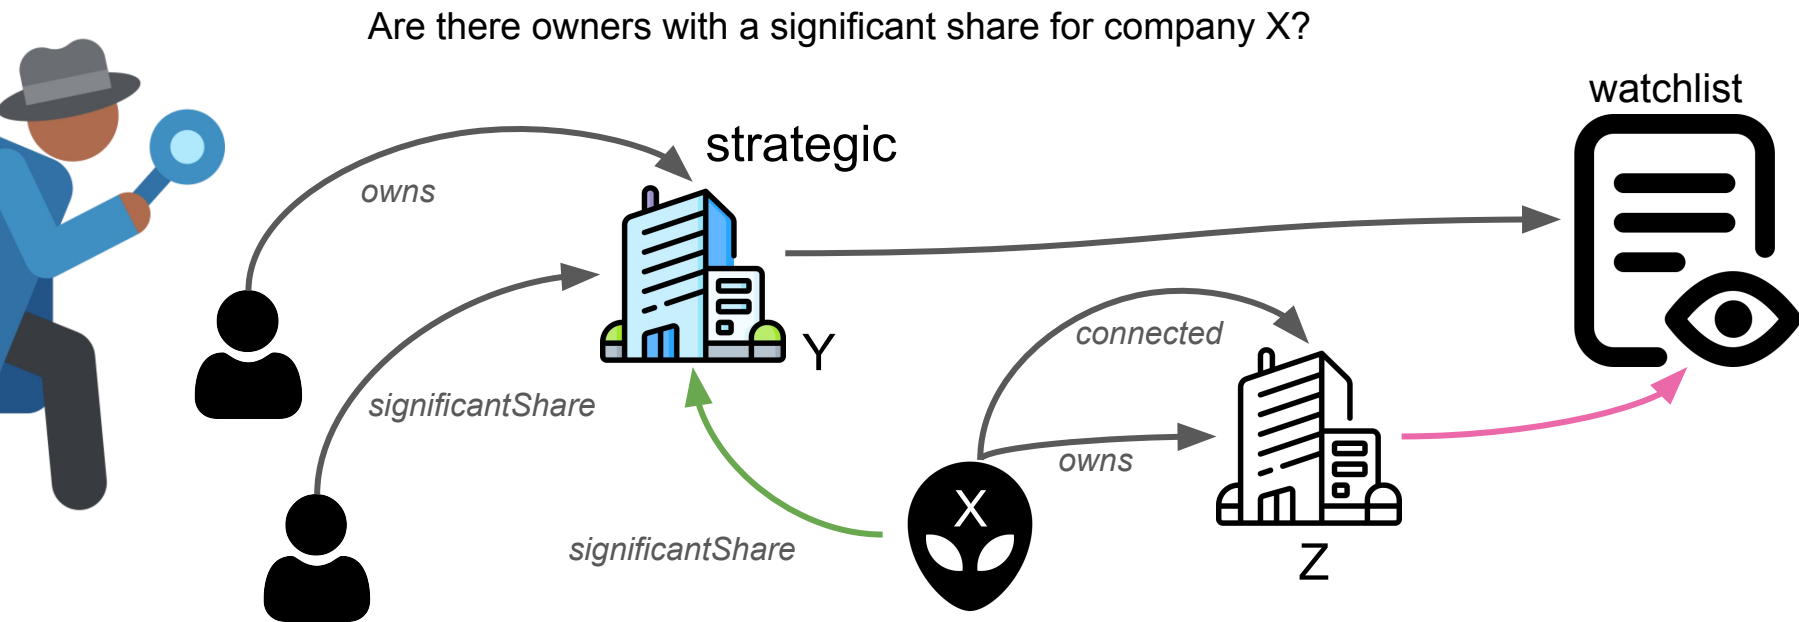 Are there owners with a significant share for company X?
watchlist
strategic
owns
connected
Y
significantShare
owns
X
significantShare
Z